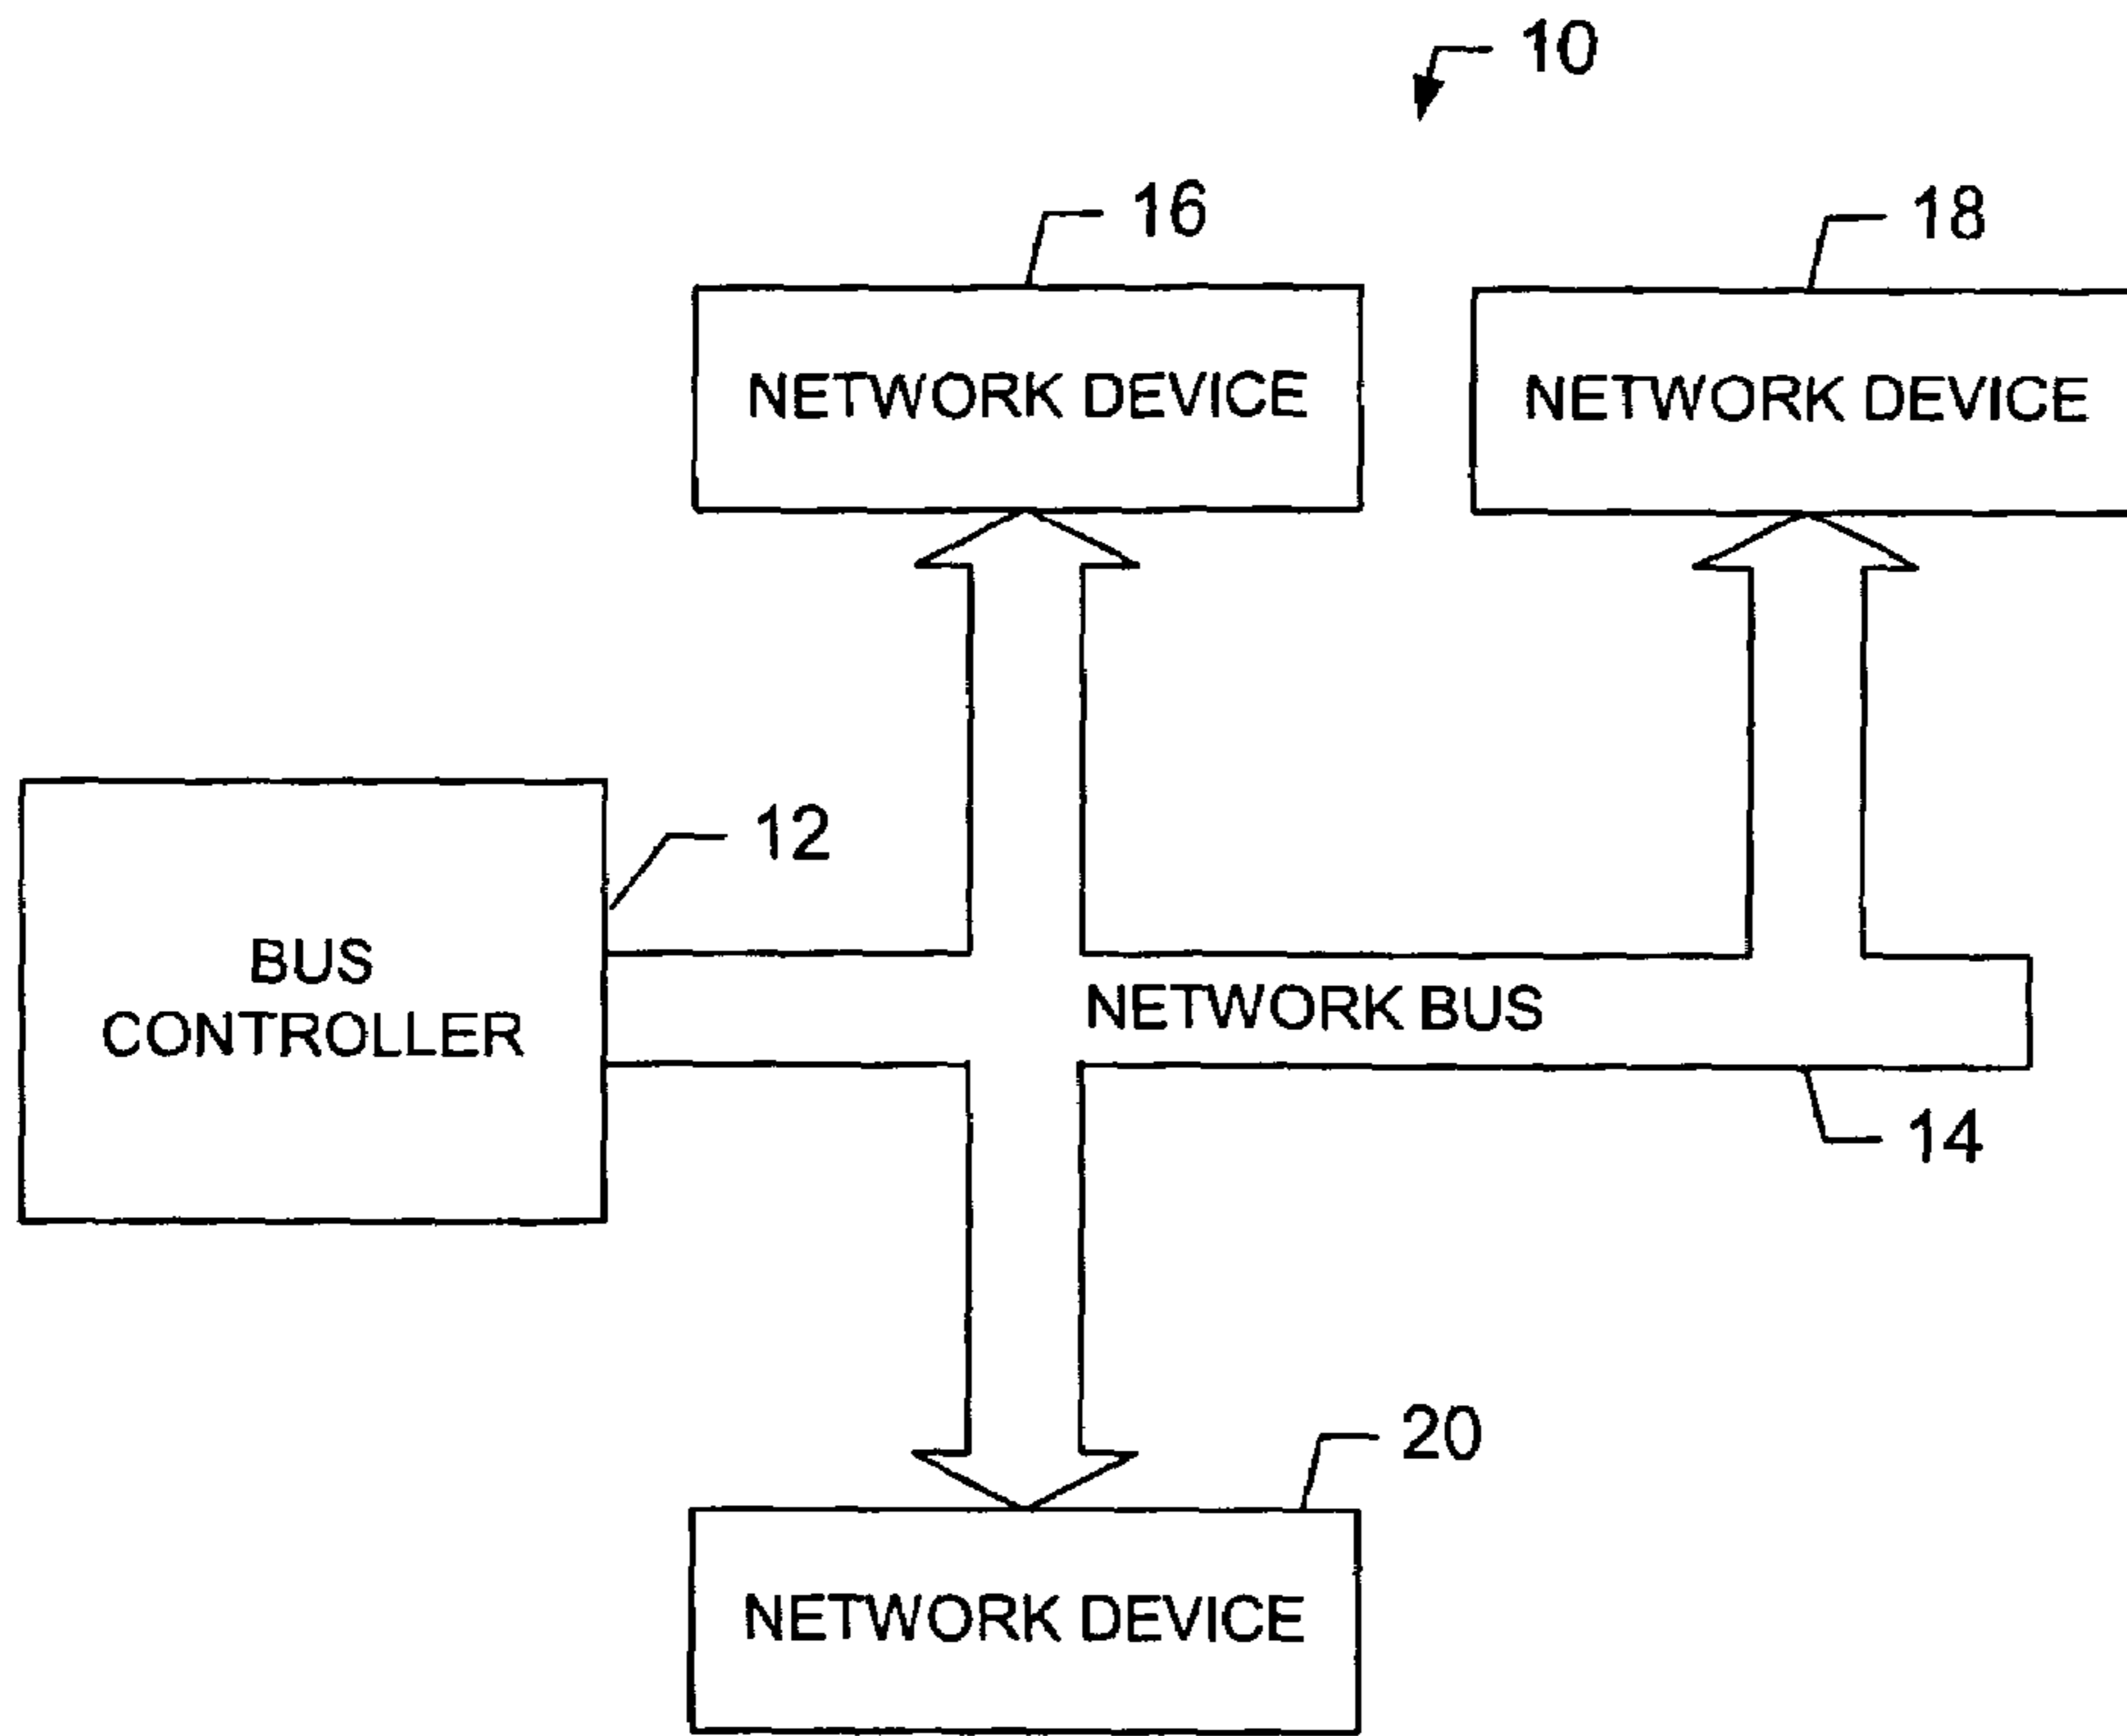 10
16
18
NETWORK DEVICE
NETWORK DEVICE
12
BUS
CONTROLLER
NETWORK BUS
14
20
NETWORK DEVICE